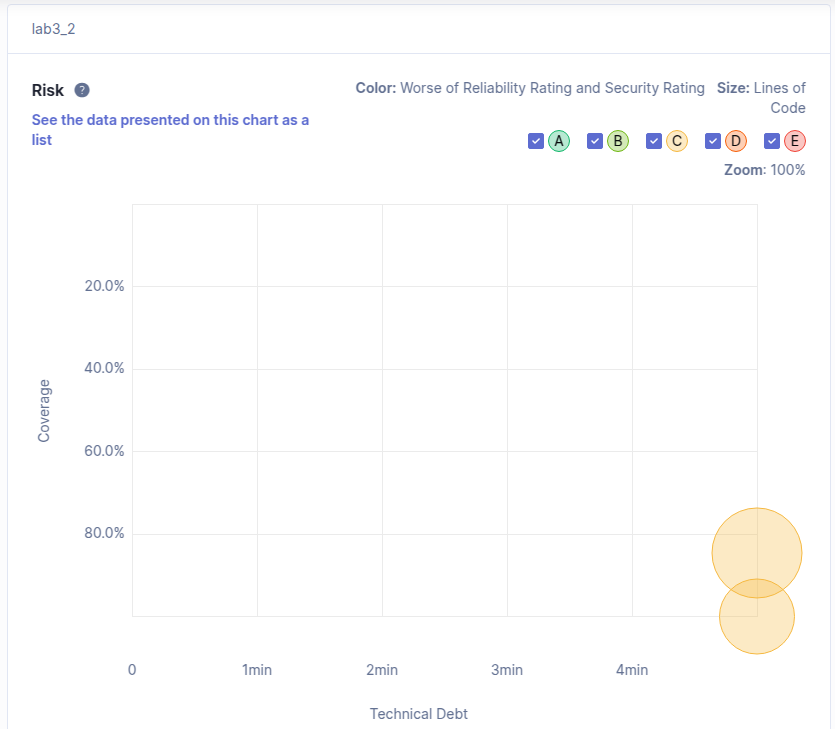 lab3_2
Risk ?
See the data presented on this chart as a
list
Color: Worse of Reliability Rating and Security Rating Size: Lines of
Code
A B C D E
Zoom: 100%
20.0%
40.0%
60.0%
80.0%
Coverage
0 1min 2min 3min 4min
Technical Debt